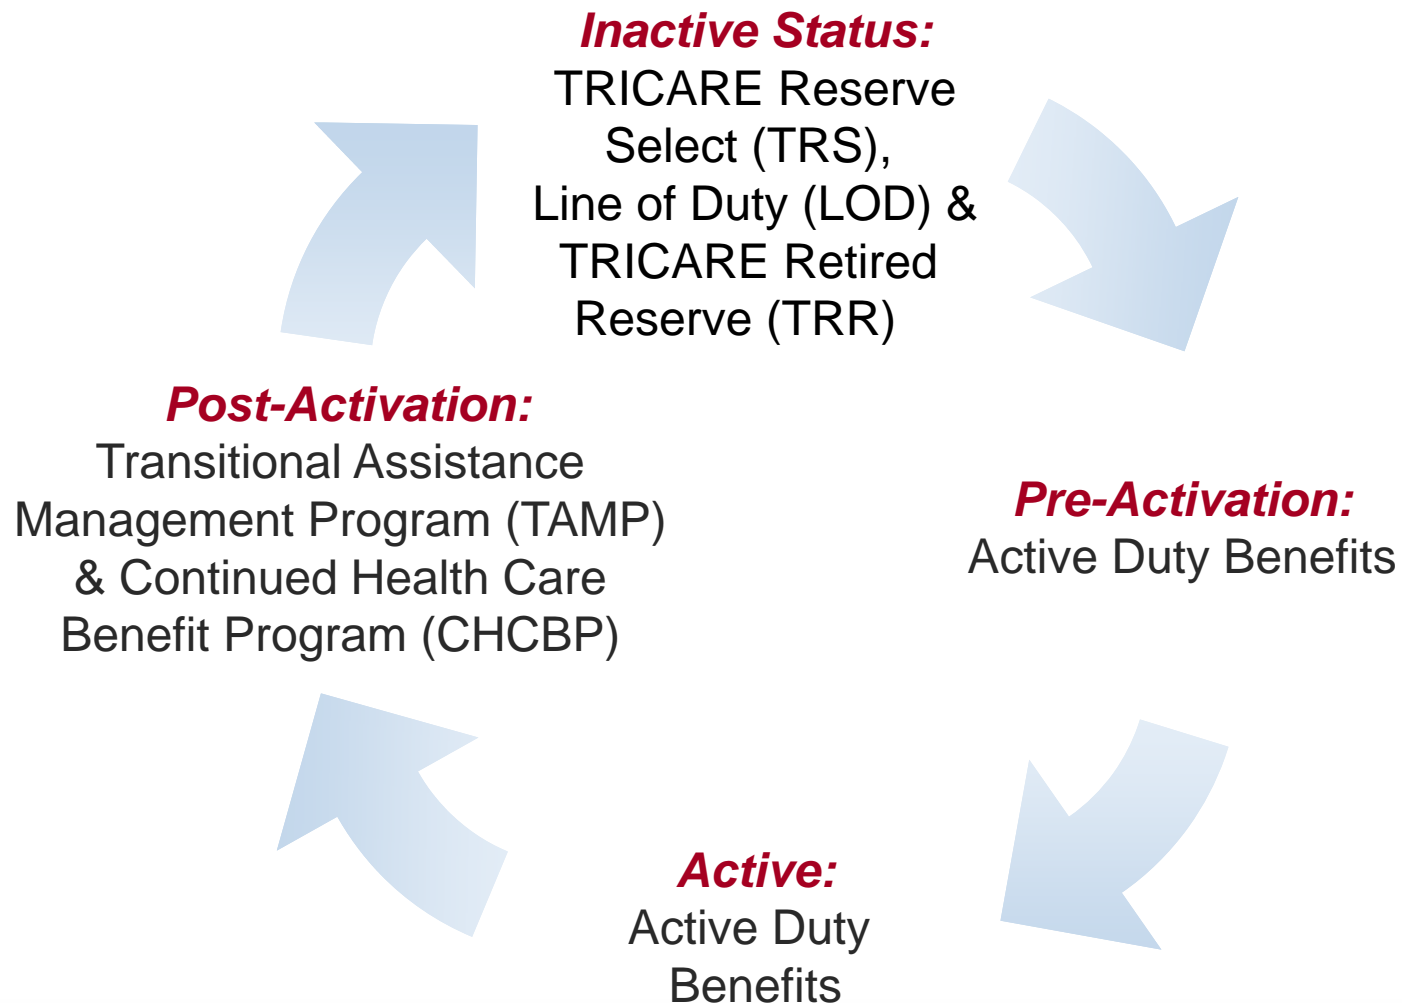 Inactive Status:
TRICARE Reserve
Select (TRS),
Line of Duty (LOD) &
TRICARE Retired
Reserve (TRR)
Pre-Activation:
Active Duty Benefits
Active:
Active Duty
Benefits
Post-Activation:
Transitional Assistance
Management Program (TAMP)
& Continued Health Care
Benefit Program (CHCBP)